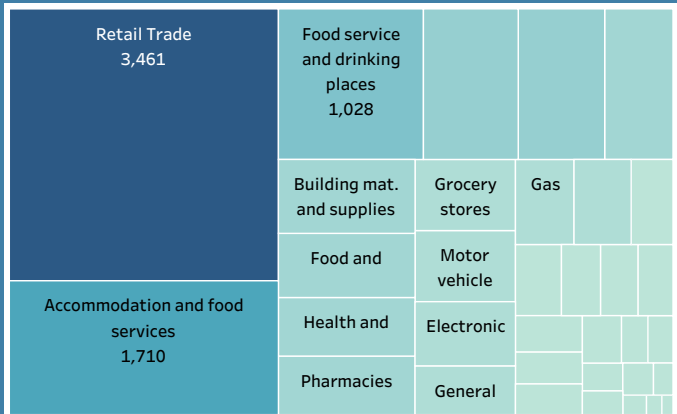 Retail Trade
3,461
Food service
and drinking
places
1,028
Building mat.
and supplies
Grocery
stores
Gas
Food and
Motor
vehicle
Accommodation and food
services
1,710
Health and
Electronic
Pharmacies
General